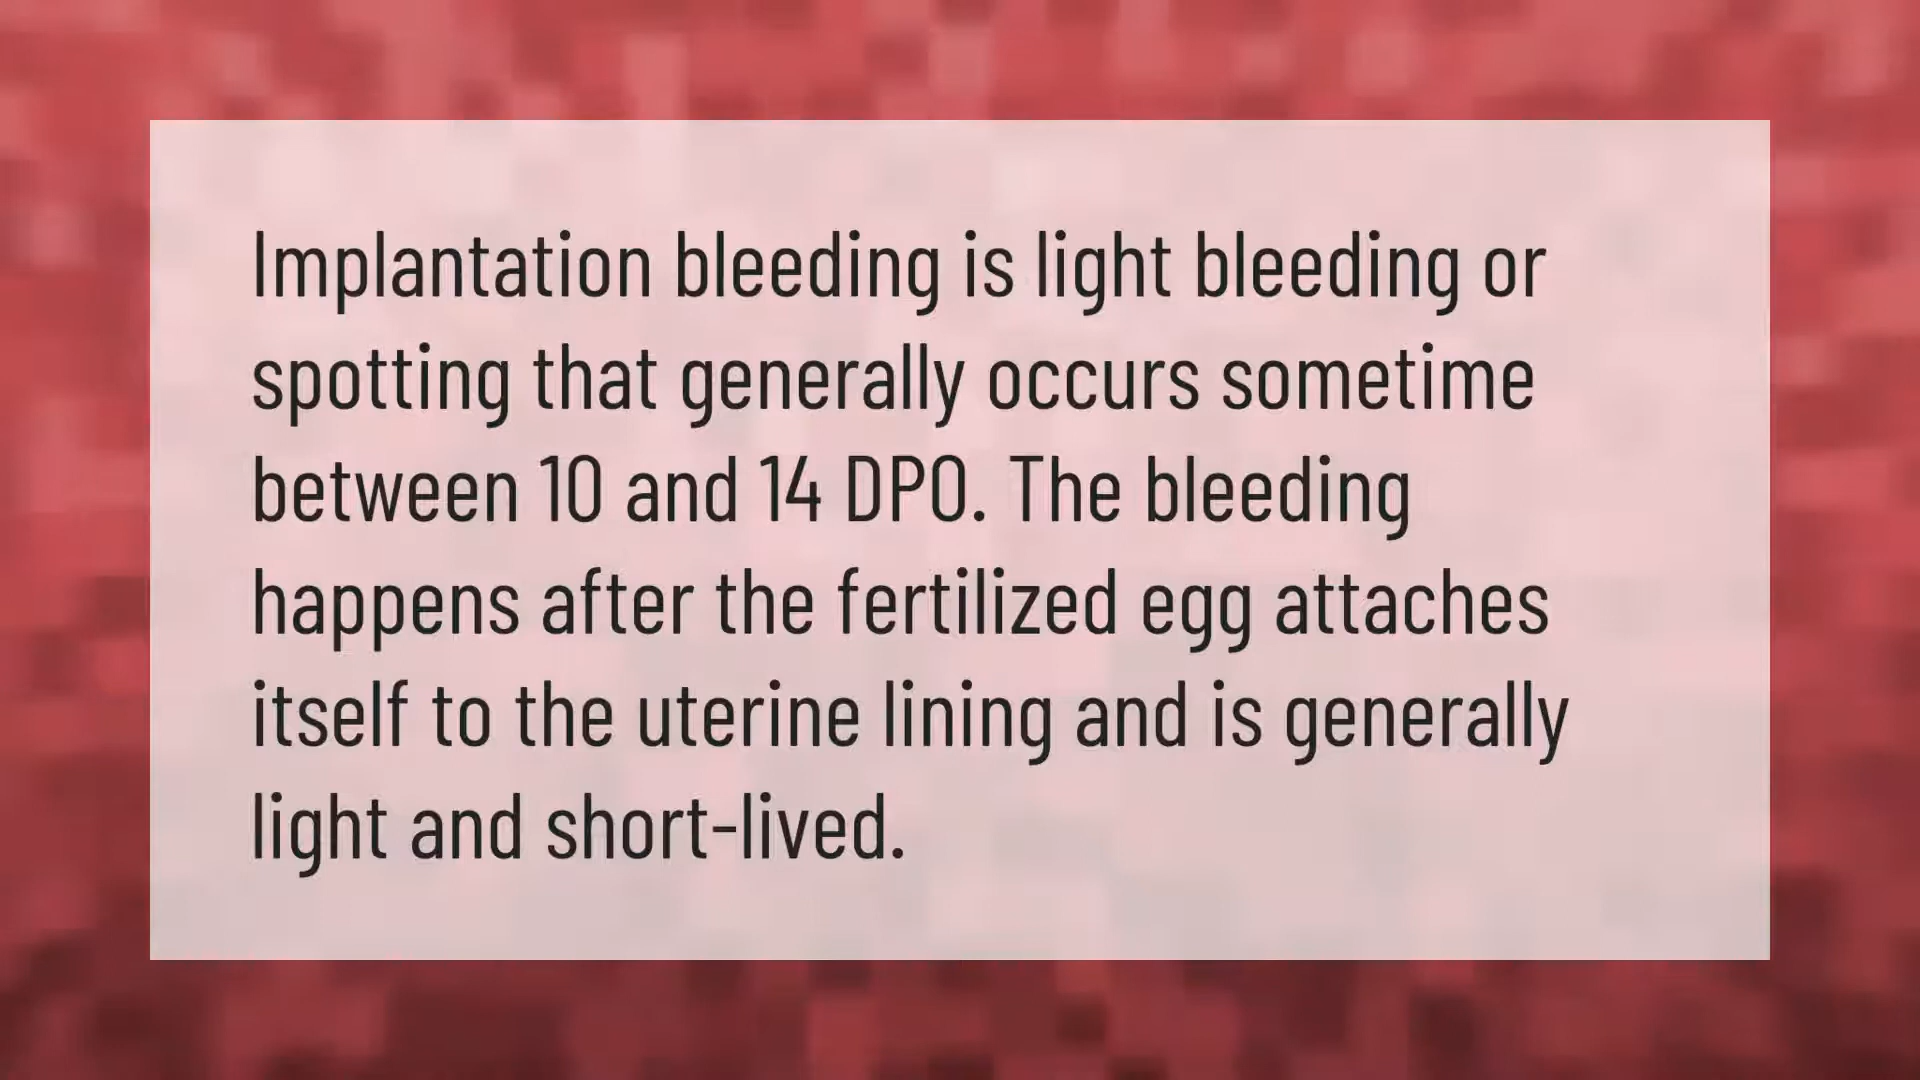 Implantation bleeding is light bleeding or
spotting that generally occurs sometime
between 10 and 14 DPO. The bleeding
happens after the fertilized egg attaches
itself to the uterine lining and is generally
light and short-lived.